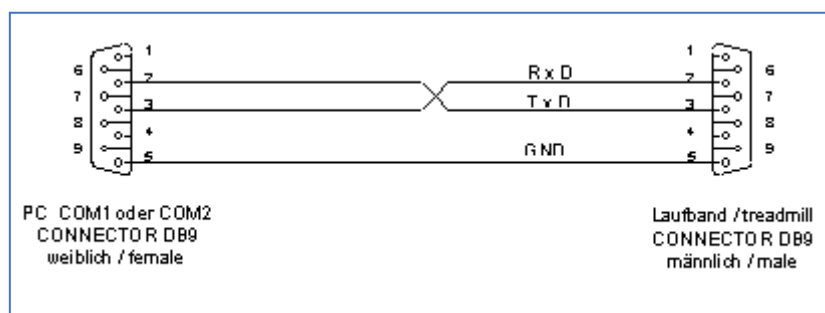 1
6
2
7
3
8
4
9
5
RxD
TxD
GND
1
6
2
7
3
8
4
9
5
PC COM1 oder COM2
CONNECTOR DB9
weiblich / female
Laufband / treadmill
CONNECTOR DB9
männlich / male